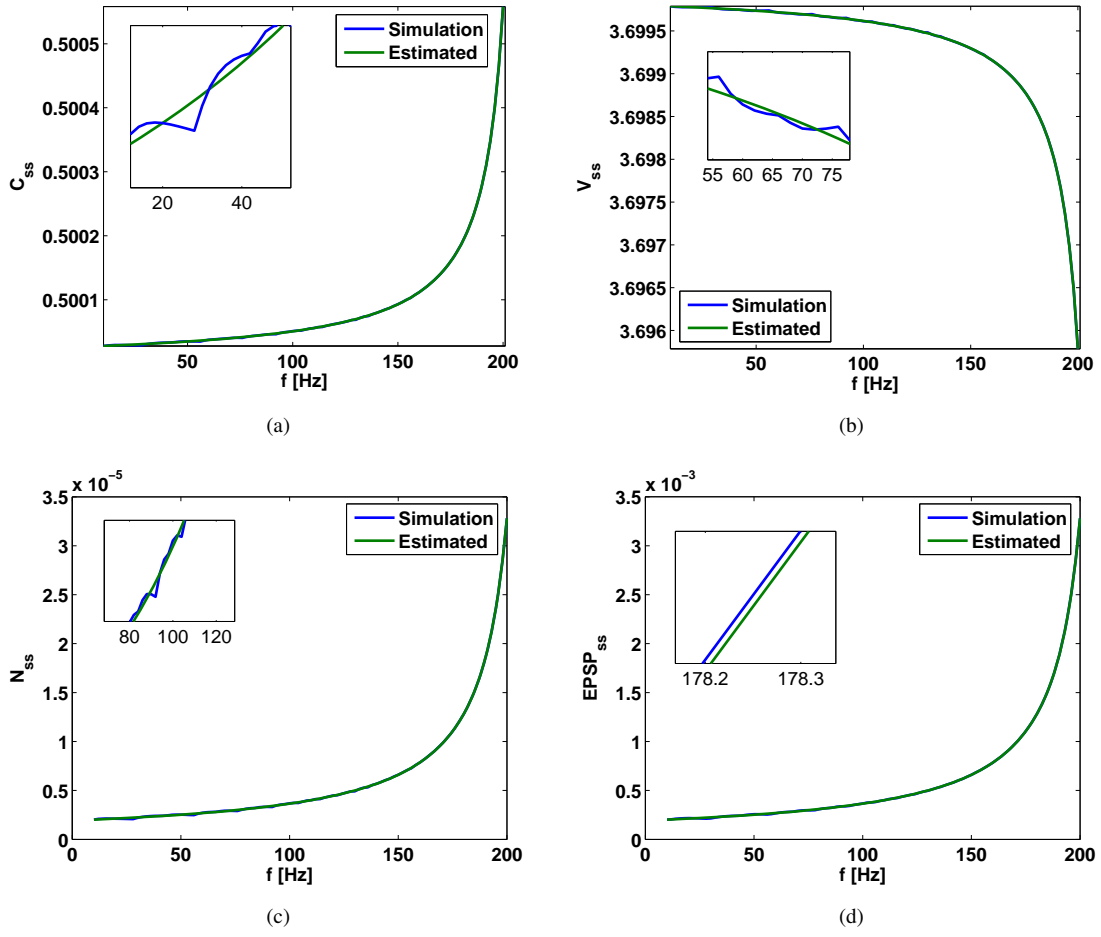 Simulation
Estimated
0.5005
0.5004
0.5003
0.5002
0.5001
C_ss
20 40
50 100 150 200
f [Hz]
(a)
Simulation
Estimated
3.6995
3.699
3.6985
3.698
3.6975
3.697
3.6965
3.696
V_ss
55 60 65 70 75
50 100 150 200
f [Hz]
(b)
x 10^−5
Simulation
Estimated
3.5
3
2.5
2
1.5
1
0.5
0
N_ss
80 100 120
0 50 100 150 200
f [Hz]
(c)
x 10^−3
Simulation
Estimated
3.5
3
2.5
2
1.5
1
0.5
0
EPSP_ss
178.2 178.3
0 50 100 150 200
f [Hz]
(d)